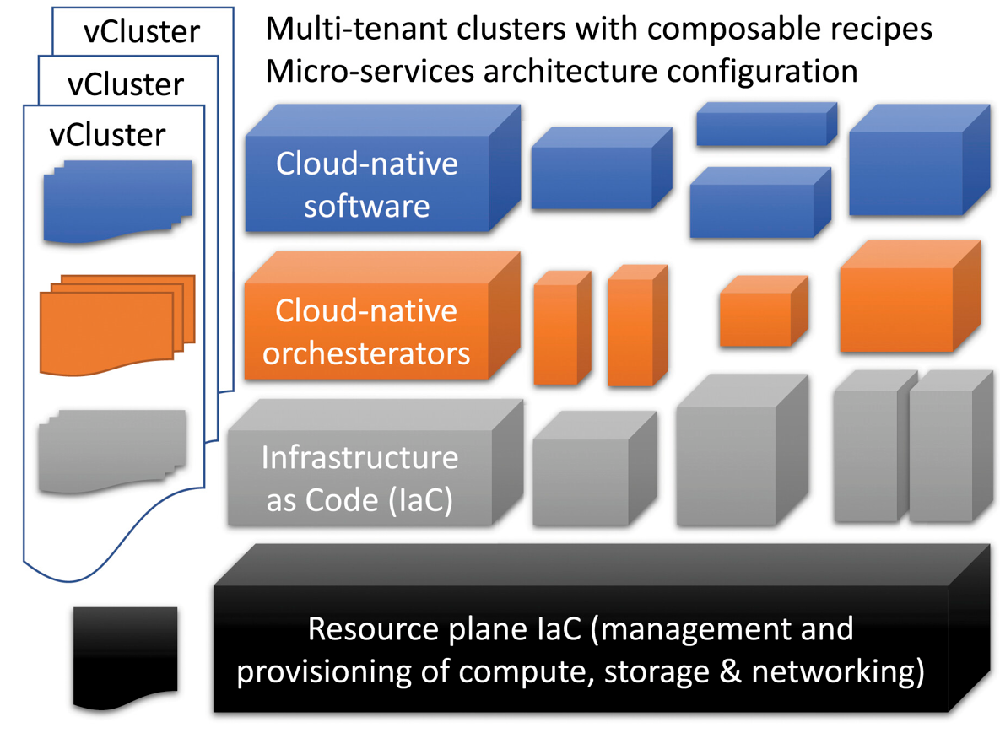 vCluster
vCluster
vCluster
Multi-tenant clusters with composable recipes
Micro-services architecture configuration
Cloud-native
software
Cloud-native
orchesterators
Infrastructure
as Code (IaC)
Resource plane IaC (management and
provisioning of compute, storage & networking)